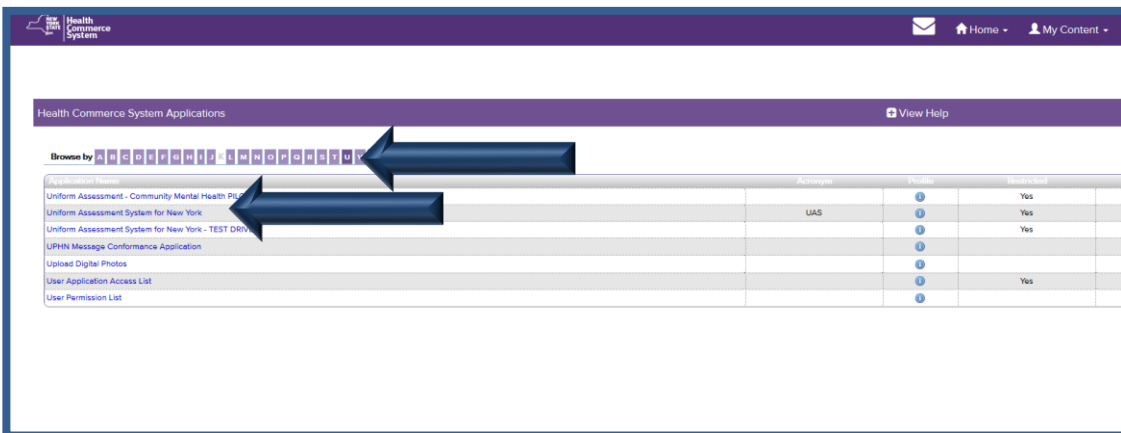 NEW YORK STATE Health Commerce System
Home My Content
Health Commerce System Applications View Help
Browse by A B C D E F G H I J K L M N O P Q R S T U V
Application Name Acronym Profile Restricted
Uniform Assessment - Community Mental Health
Yes
Uniform Assessment System for New York UAS Yes
Uniform Assessment System for New York - TEST Yes
UPHN Message Conformance Application
Upload Digital Photos
User Application Access List Yes
User Permission List